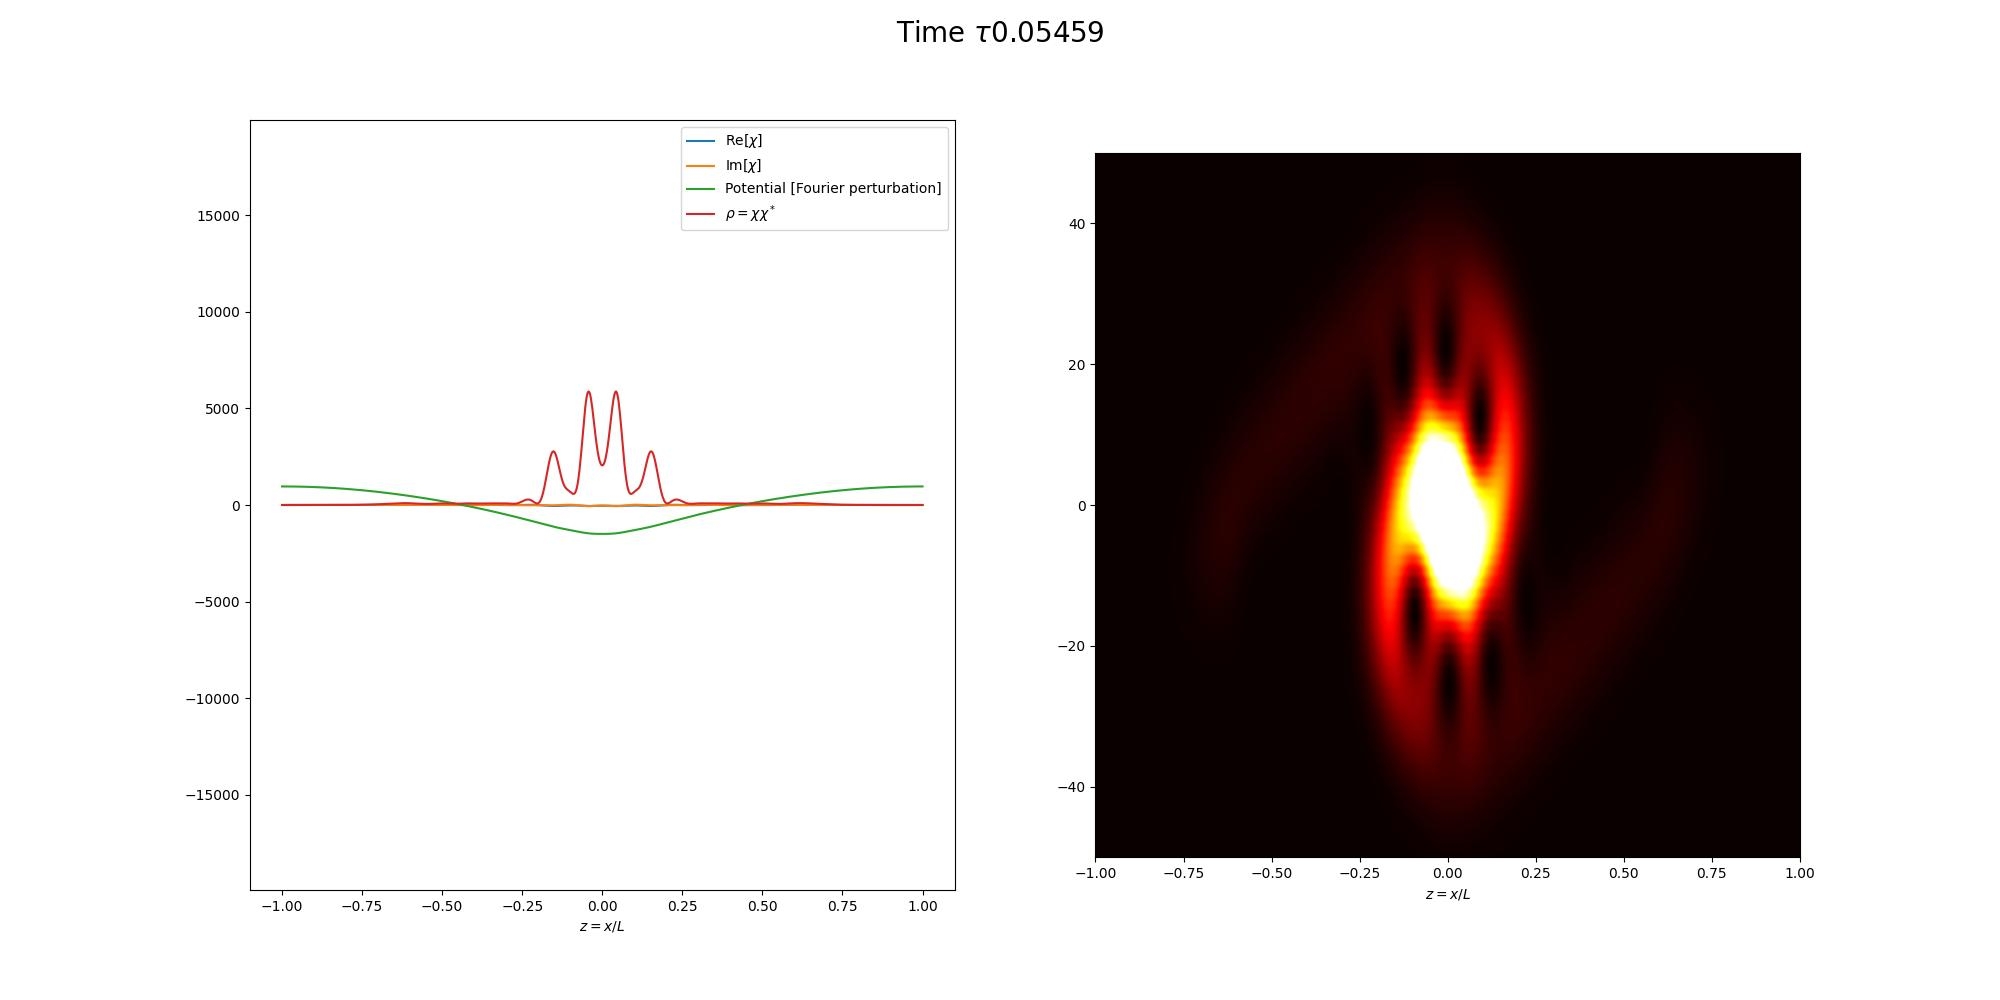 Time τ0.05459
Re[χ]
Im[χ]
Potential [Fourier perturbation]
ρ = χχ*
15000
10000
5000
0
−5000
−10000
−15000
−1.00 −0.75 −0.50 −0.25 0.00 0.25 0.50 0.75 1.00
z = x/L
40
20
0
−20
−40
−1.00 −0.75 −0.50 −0.25 0.00 0.25 0.50 0.75 1.00
z = x/L